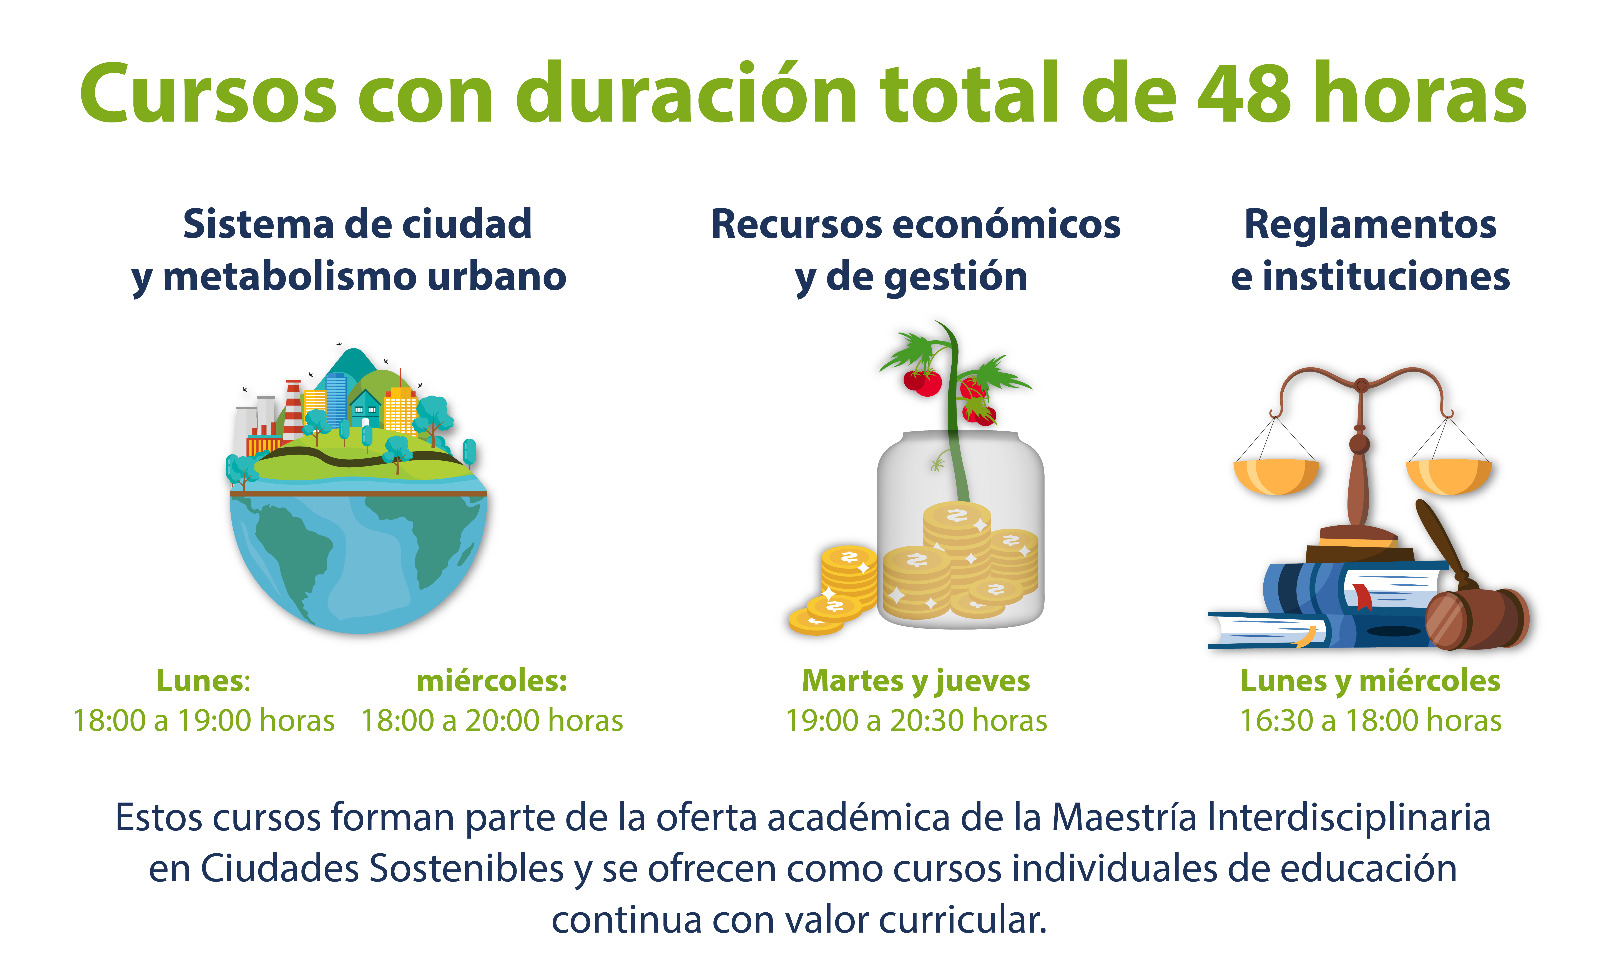 Cursos con duración total de 48 horas
Sistema de ciudad
y metabolismo urbano
Recursos económicos
y de gestión
Reglamentos
e instituciones
Lunes:
18:00 a 19:00 horas
miércoles:
18:00 a 20:00 horas
Martes y jueves
19:00 a 20:30 horas
Lunes y miércoles
16:30 a 18:00 horas
Estos cursos forman parte de la oferta académica de la Maestría Interdisciplinaria
en Ciudades Sostenibles y se ofrecen como cursos individuales de educación
continua con valor curricular.